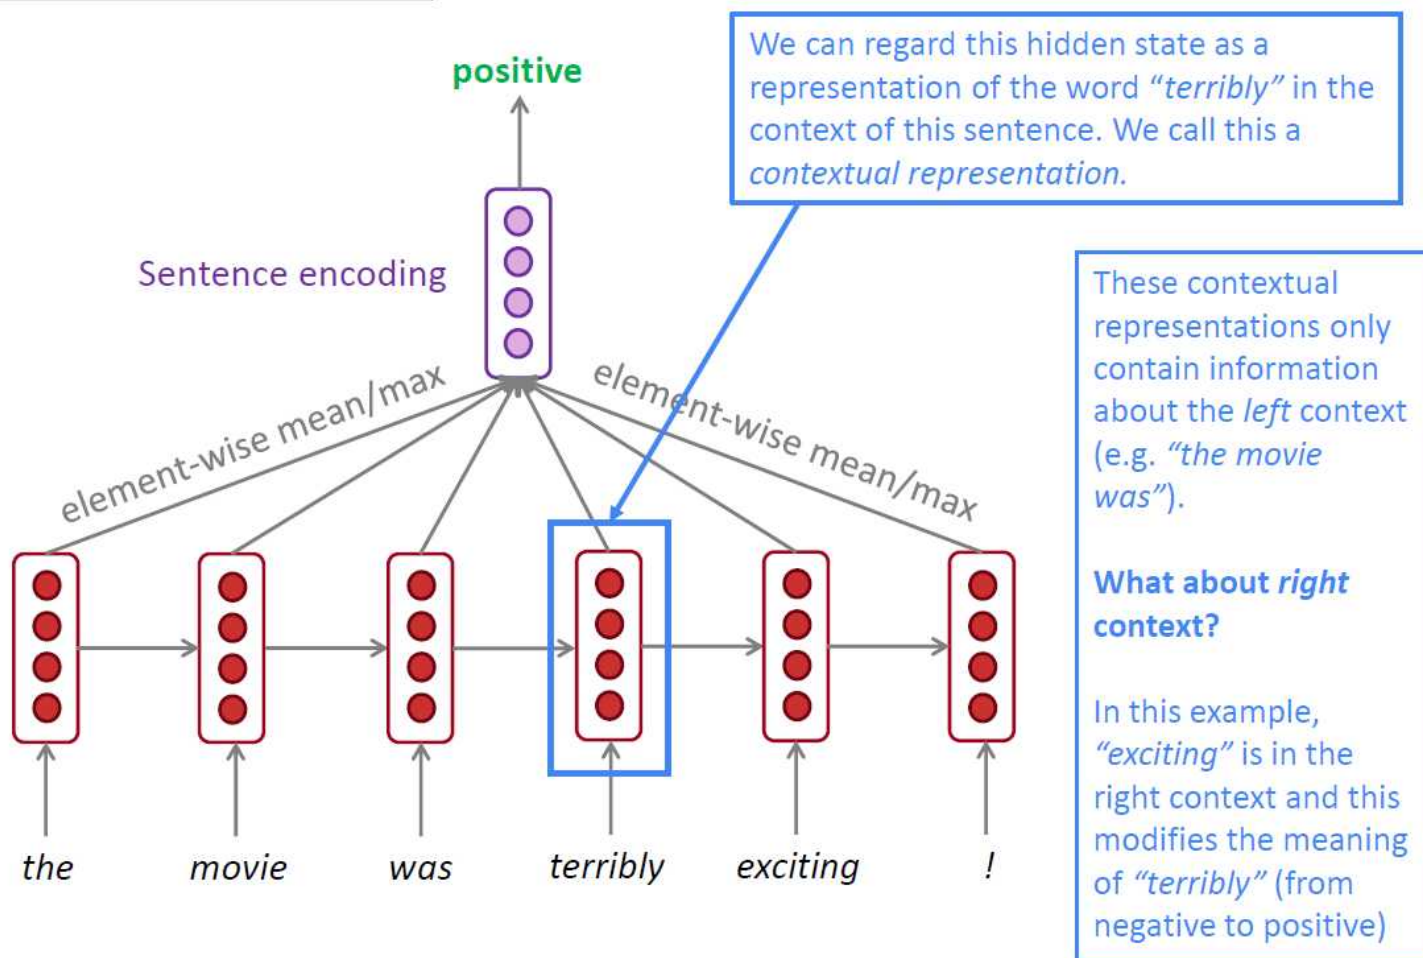 positive
We can regard this hidden state as a
representation of the word “terribly” in the
context of this sentence. We call this a
contextual representation.
Sentence encoding
element-wise mean/max
element-wise mean/max
These contextual
representations only
contain information
about the left context
(e.g. “the movie
was”).
What about right
context?
In this example,
“exciting” is in the
right context and this
modifies the meaning
of “terribly” (from
negative to positive)
the movie was terribly exciting !